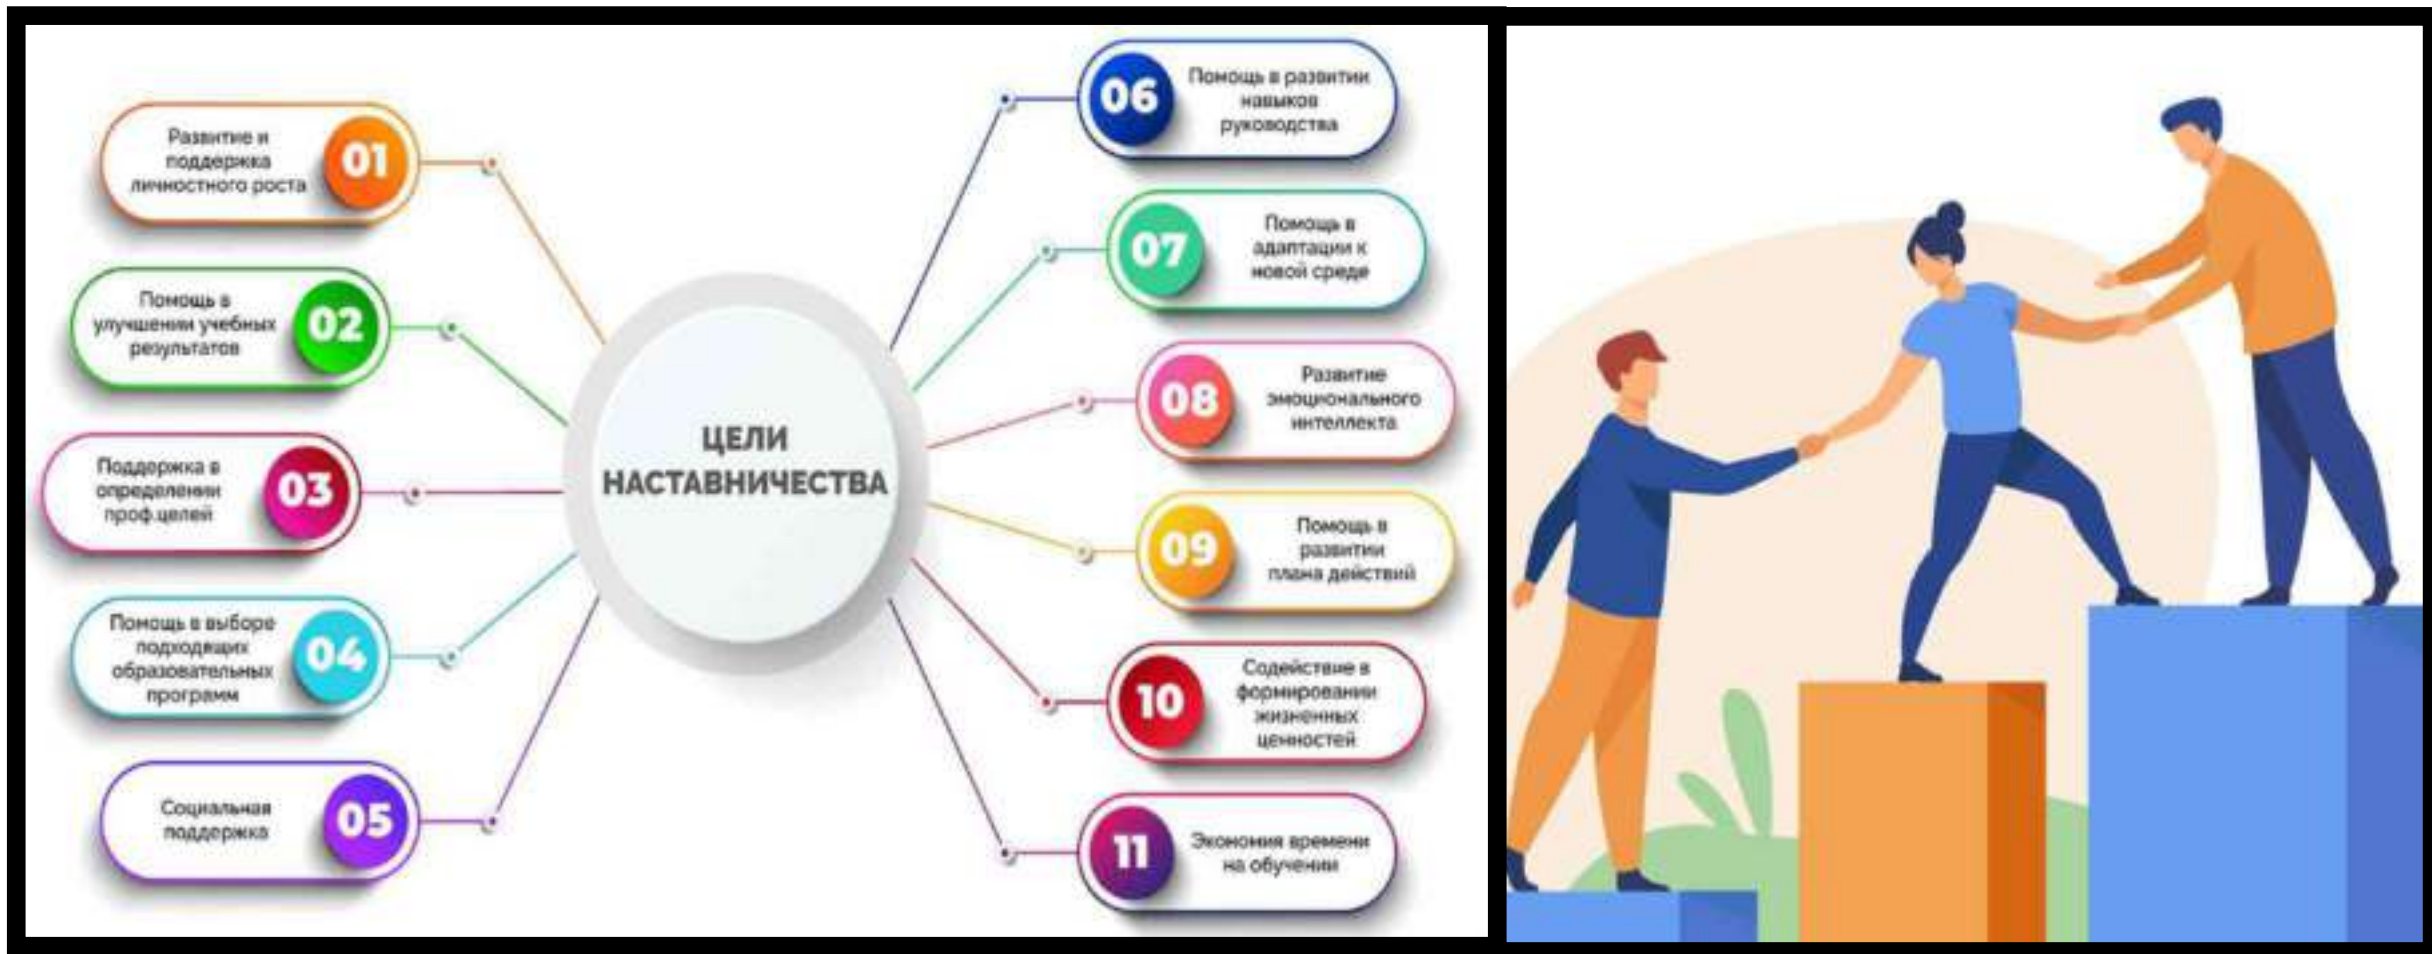 Развитие и
поддержка
личностного роста
01
Помощь в
улучшении учебных
результатов
02
Поддержка в
определении
проф.целей
03
Помощь в выборе
подходящих
образовательных
программ
04
Социальная
поддержка
05
ЦЕЛИ
НАСТАВНИЧЕСТВА
06
Помощь в развитии
навыков
руководства
07
Помощь в
адаптации к
новой среде
08
Развитие
эмоционального
интеллекта
09
Помощь в
развитии
плана действий
10
Содействие в
формировании
жизненных
ценностей
11
Экономия времени
на обучении